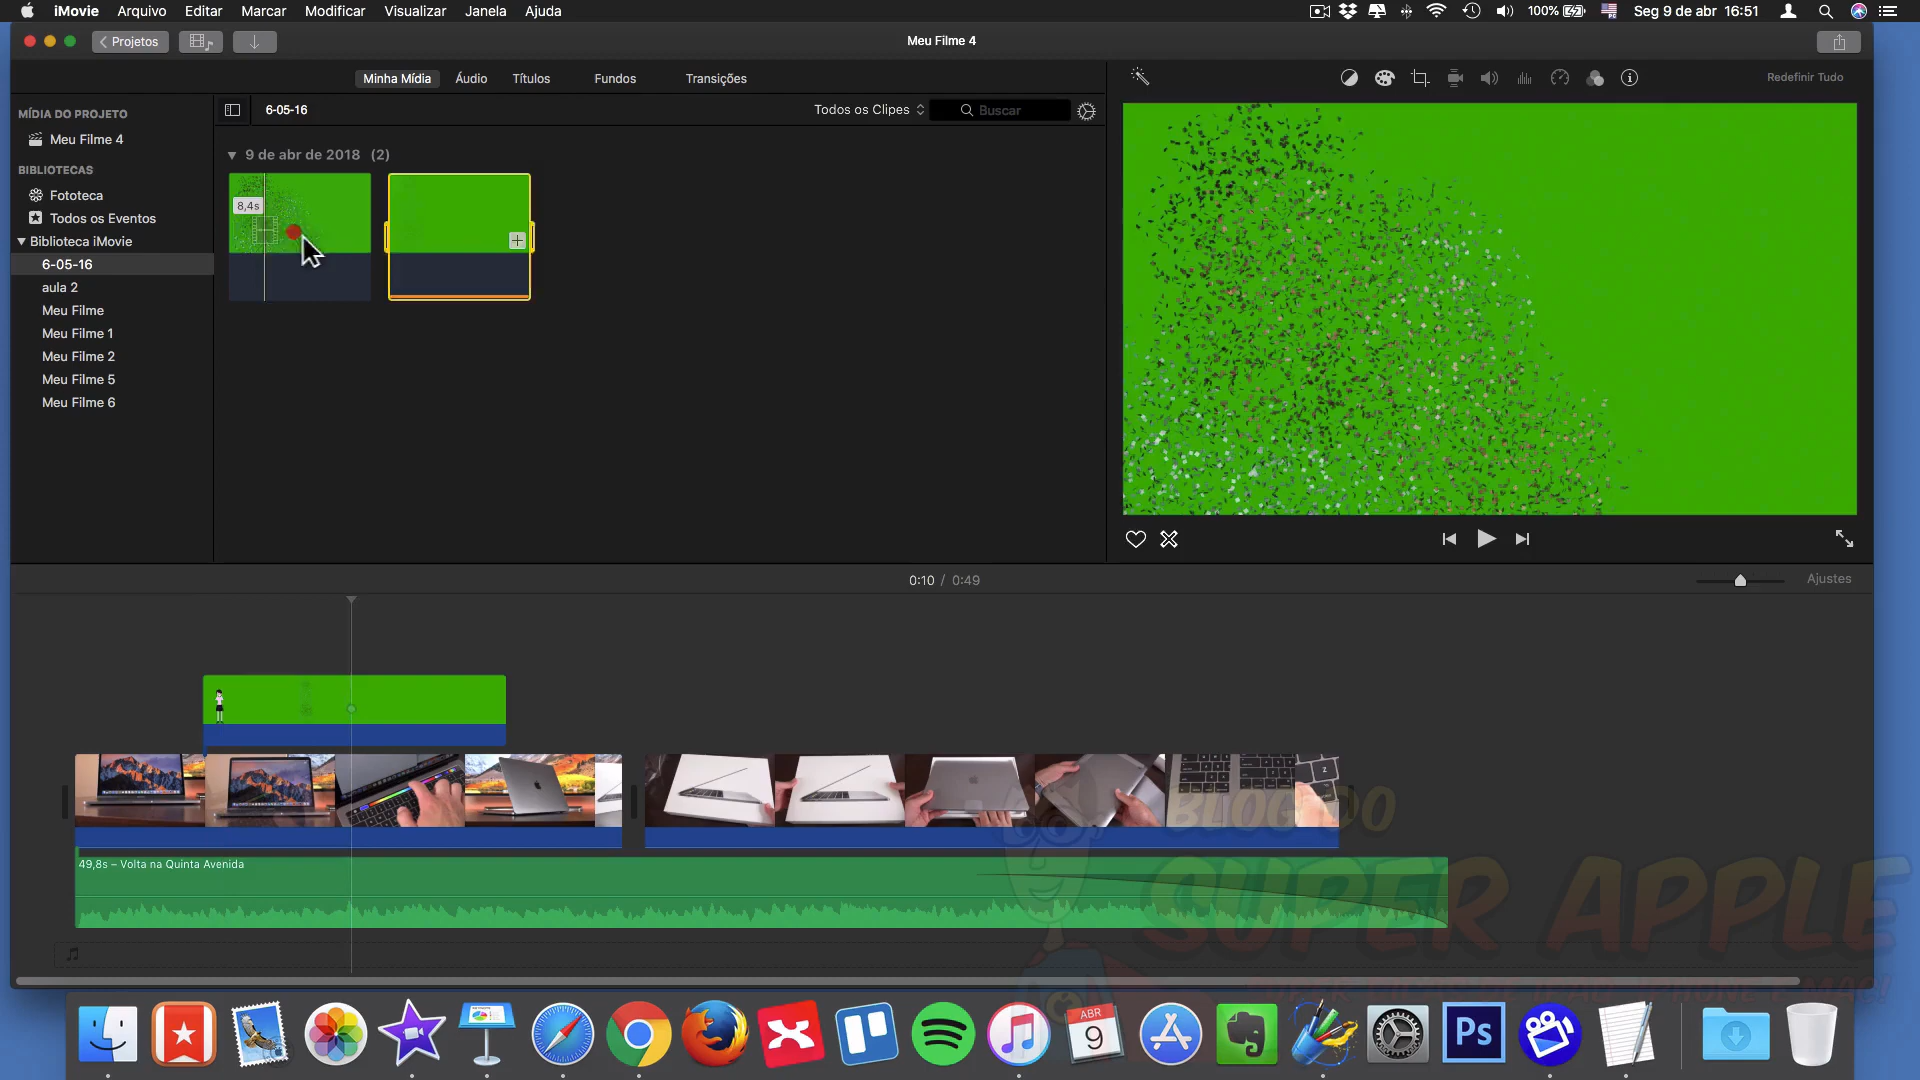 iMovie Arquivo Editar Marcar Modificar Visualizar Janela Ajuda 100% Seg 9 de abr 16:51
Projetos Meu Filme 4
Minha Mídia Áudio Títulos Fundos Transições Redefinir Tudo
MÍDIA DO PROJETO
Meu Filme 4
BIBLIOTECAS
Fototeca
Todos os Eventos
Biblioteca iMovie
6-05-16
aula 2
Meu Filme
Meu Filme 1
Meu Filme 2
Meu Filme 5
Meu Filme 6
6-05-16 Todos os Clipes Buscar
9 de abr de 2018 (2)
8,4s
0:10 / 0:49 Ajustes
49,8s – Volta na Quinta Avenida
BLOG DO
SUPER APPLE
ABR
9
Ps